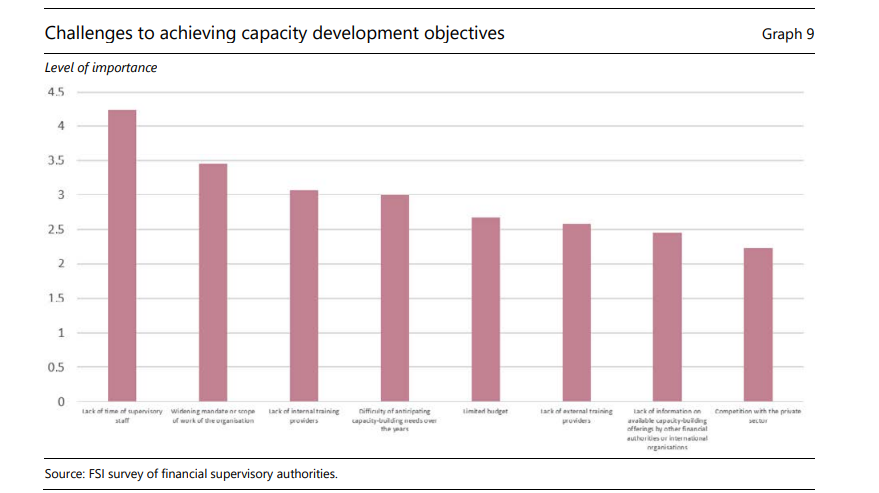 Challenges to achieving capacity development objectives
Graph 9
Level of importance
4.5
4
3.5
3
2.5
2
1.5
1
0.5
0
Lack of time of supervisory
staff
Widening mandate or scope
of work of the organisation
Lack of internal training
providers
Difficulty of anticipating
capacity-building needs over
the years
Limited budget
Lack of external training
providers
Lack of information on
available capacity-building
offerings by other financial
authorities or international
organisations
Competition with the private
sector
Source: FSI survey of financial supervisory authorities.